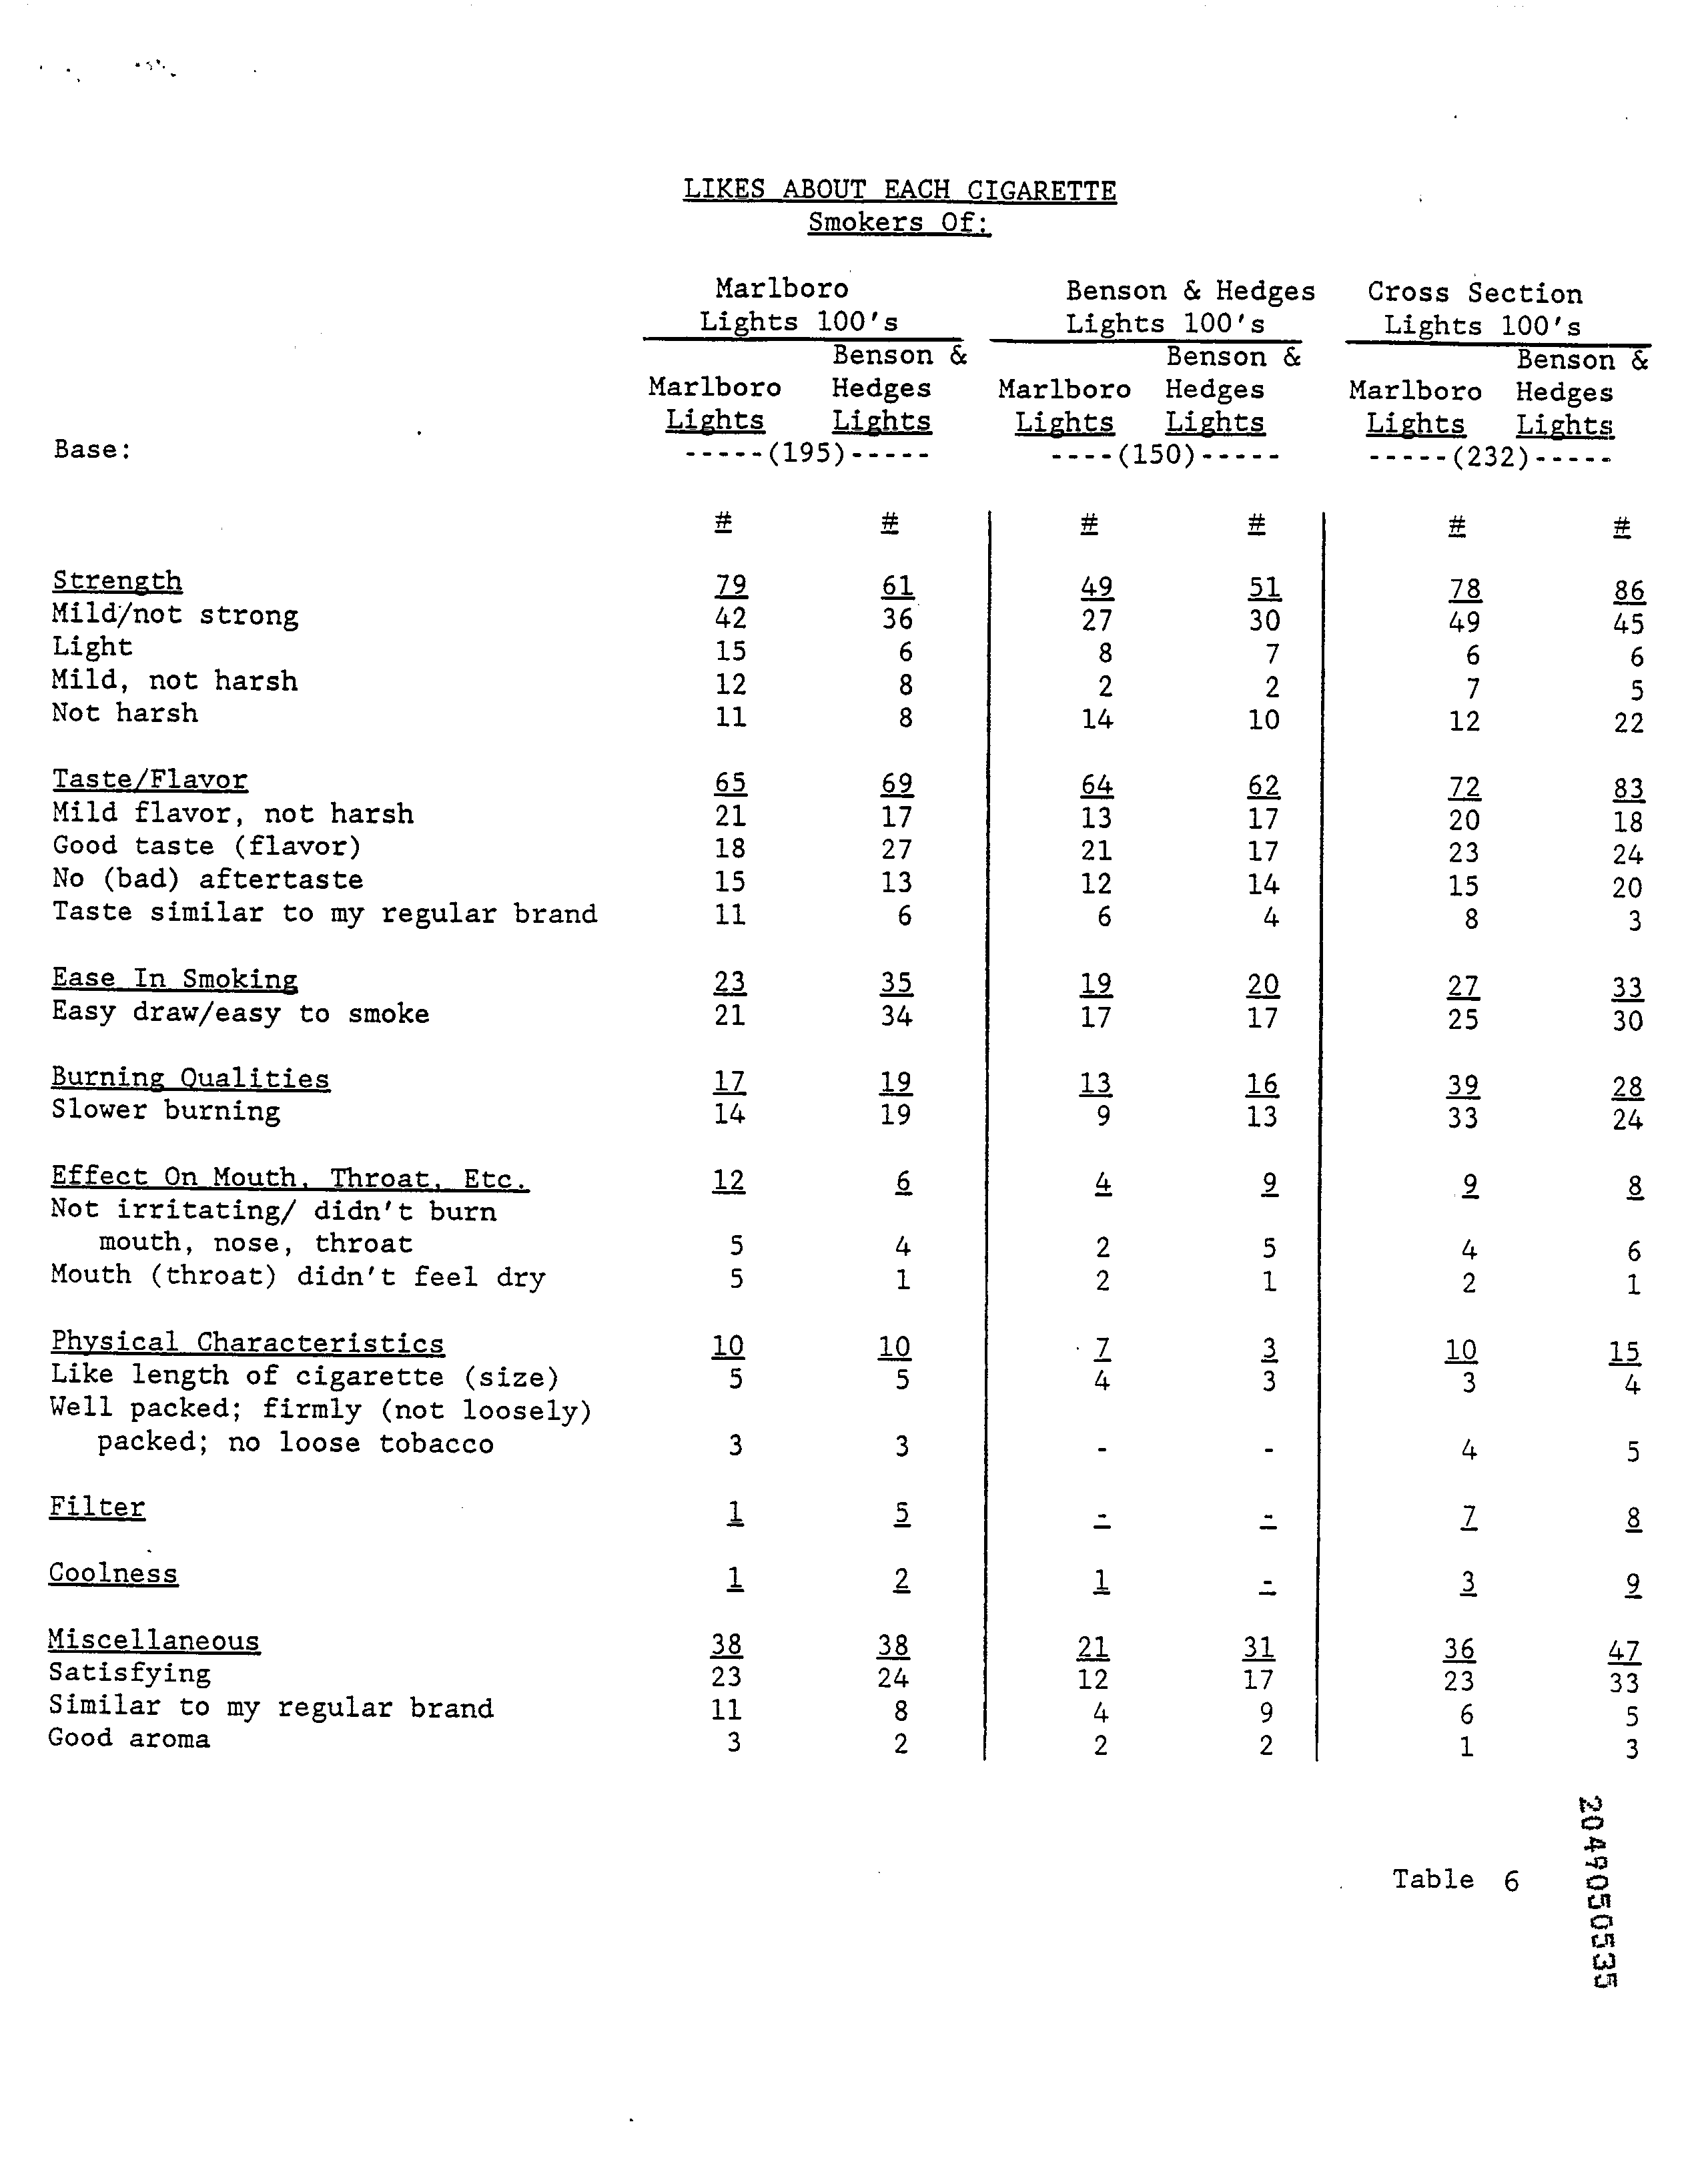 LIKES ABOUT EACH CIGARETTE
Smokers Of:
Marlboro Benson & Hedges Cross Section
Lights 100's Lights 100's Lights 100's
Benson & Benson & Benson &
Marlboro Hedges Marlboro Hedges Marlboro Hedges
Lights Lights Lights Lights Lights Lights
Base: -----(195)----- ----(150)----- -----(232)-----
# # # # # #
Strength 79 61 49 51 78 86
Mild/not strong 42 36 27 30 49 45
Light 15 6 8 7 6 6
Mild, not harsh 12 8 2 2 7 5
Not harsh 11 8 14 10 12 22
Taste/Flavor 65 69 64 62 72 83
Mild flavor, not harsh 21 17 13 17 20 18
Good taste (flavor) 18 27 21 17 23 24
No (bad) aftertaste 15 13 12 14 15 20
Taste similar to my regular brand 11 6 6 4 8 3
Ease In Smoking 23 35 19 20 27 33
Easy draw/easy to smoke 21 34 17 17 25 30
Burning Qualities 17 19 13 16 39 28
Slower burning 14 19 9 13 33 24
Effect On Mouth, Throat, Etc. 12 6 4 9 9 8
Not irritating/ didn't burn
mouth, nose, throat 5 4 2 5 4 6
Mouth (throat) didn't feel dry 5 1 2 1 2 1
Physical Characteristics 10 10 7 3 10 15
Like length of cigarette (size) 5 5 4 3 3 4
Well packed; firmly (not loosely)
packed; no loose tobacco 3 3 - - 4 5
Filter 1 5 - - 7 8
Coolness 1 2 1 - 3 9
Miscellaneous 38 38 21 31 36 47
Satisfying 23 24 12 17 23 33
Similar to my regular brand 11 8 4 9 6 5
Good aroma 3 2 2 2 1 3
Table 6
2049050535